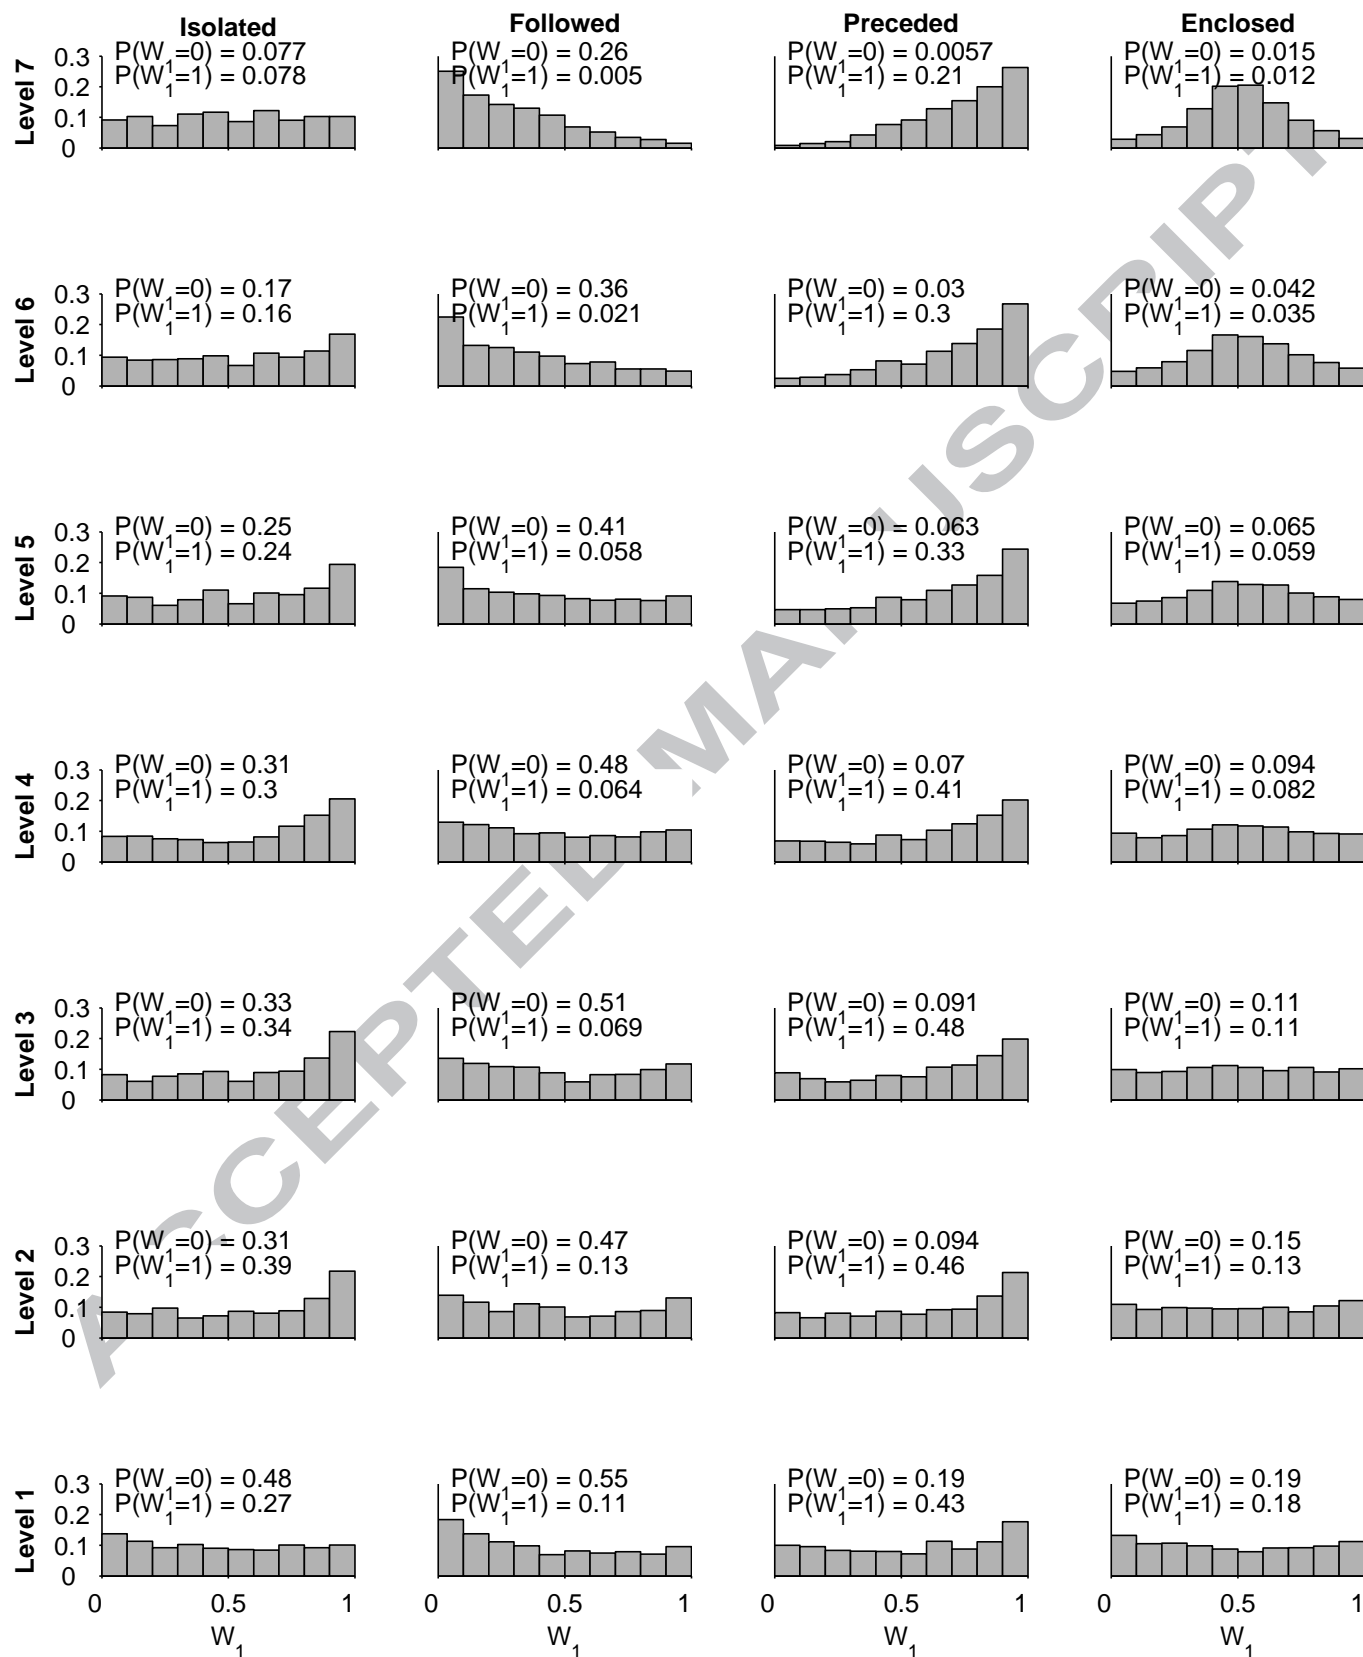 Isolated Followed Preceded Enclosed
Level 7
0.3
0.2
0.1
0
P(W1=0) = 0.077
P(W1=1) = 0.078
P(W1=0) = 0.26
P(W1=1) = 0.005
P(W1=0) = 0.0057
P(W1=1) = 0.21
P(W1=0) = 0.015
P(W1=1) = 0.012
Level 6
0.3
0.2
0.1
0
P(W1=0) = 0.17
P(W1=1) = 0.16
P(W1=0) = 0.36
P(W1=1) = 0.021
P(W1=0) = 0.03
P(W1=1) = 0.3
P(W1=0) = 0.042
P(W1=1) = 0.035
Level 5
0.3
0.2
0.1
0
P(W1=0) = 0.25
P(W1=1) = 0.24
P(W1=0) = 0.41
P(W1=1) = 0.058
P(W1=0) = 0.063
P(W1=1) = 0.33
P(W1=0) = 0.065
P(W1=1) = 0.059
Level 4
0.3
0.2
0.1
0
P(W1=0) = 0.31
P(W1=1) = 0.3
P(W1=0) = 0.48
P(W1=1) = 0.064
P(W1=0) = 0.07
P(W1=1) = 0.41
P(W1=0) = 0.094
P(W1=1) = 0.082
Level 3
0.3
0.2
0.1
0
P(W1=0) = 0.33
P(W1=1) = 0.34
P(W1=0) = 0.51
P(W1=1) = 0.069
P(W1=0) = 0.091
P(W1=1) = 0.48
P(W1=0) = 0.11
P(W1=1) = 0.11
Level 2
0.3
0.2
0.1
0
P(W1=0) = 0.31
P(W1=1) = 0.39
P(W1=0) = 0.47
P(W1=1) = 0.13
P(W1=0) = 0.094
P(W1=1) = 0.46
P(W1=0) = 0.15
P(W1=1) = 0.13
Level 1
0.3
0.2
0.1
0
P(W1=0) = 0.48
P(W1=1) = 0.27
P(W1=0) = 0.55
P(W1=1) = 0.11
P(W1=0) = 0.19
P(W1=1) = 0.43
P(W1=0) = 0.19
P(W1=1) = 0.18
0 0.5 1 0 0.5 1 0 0.5 1 0 0.5 1
W1 W1 W1 W1
ACCEPTED MANUSCRIPT